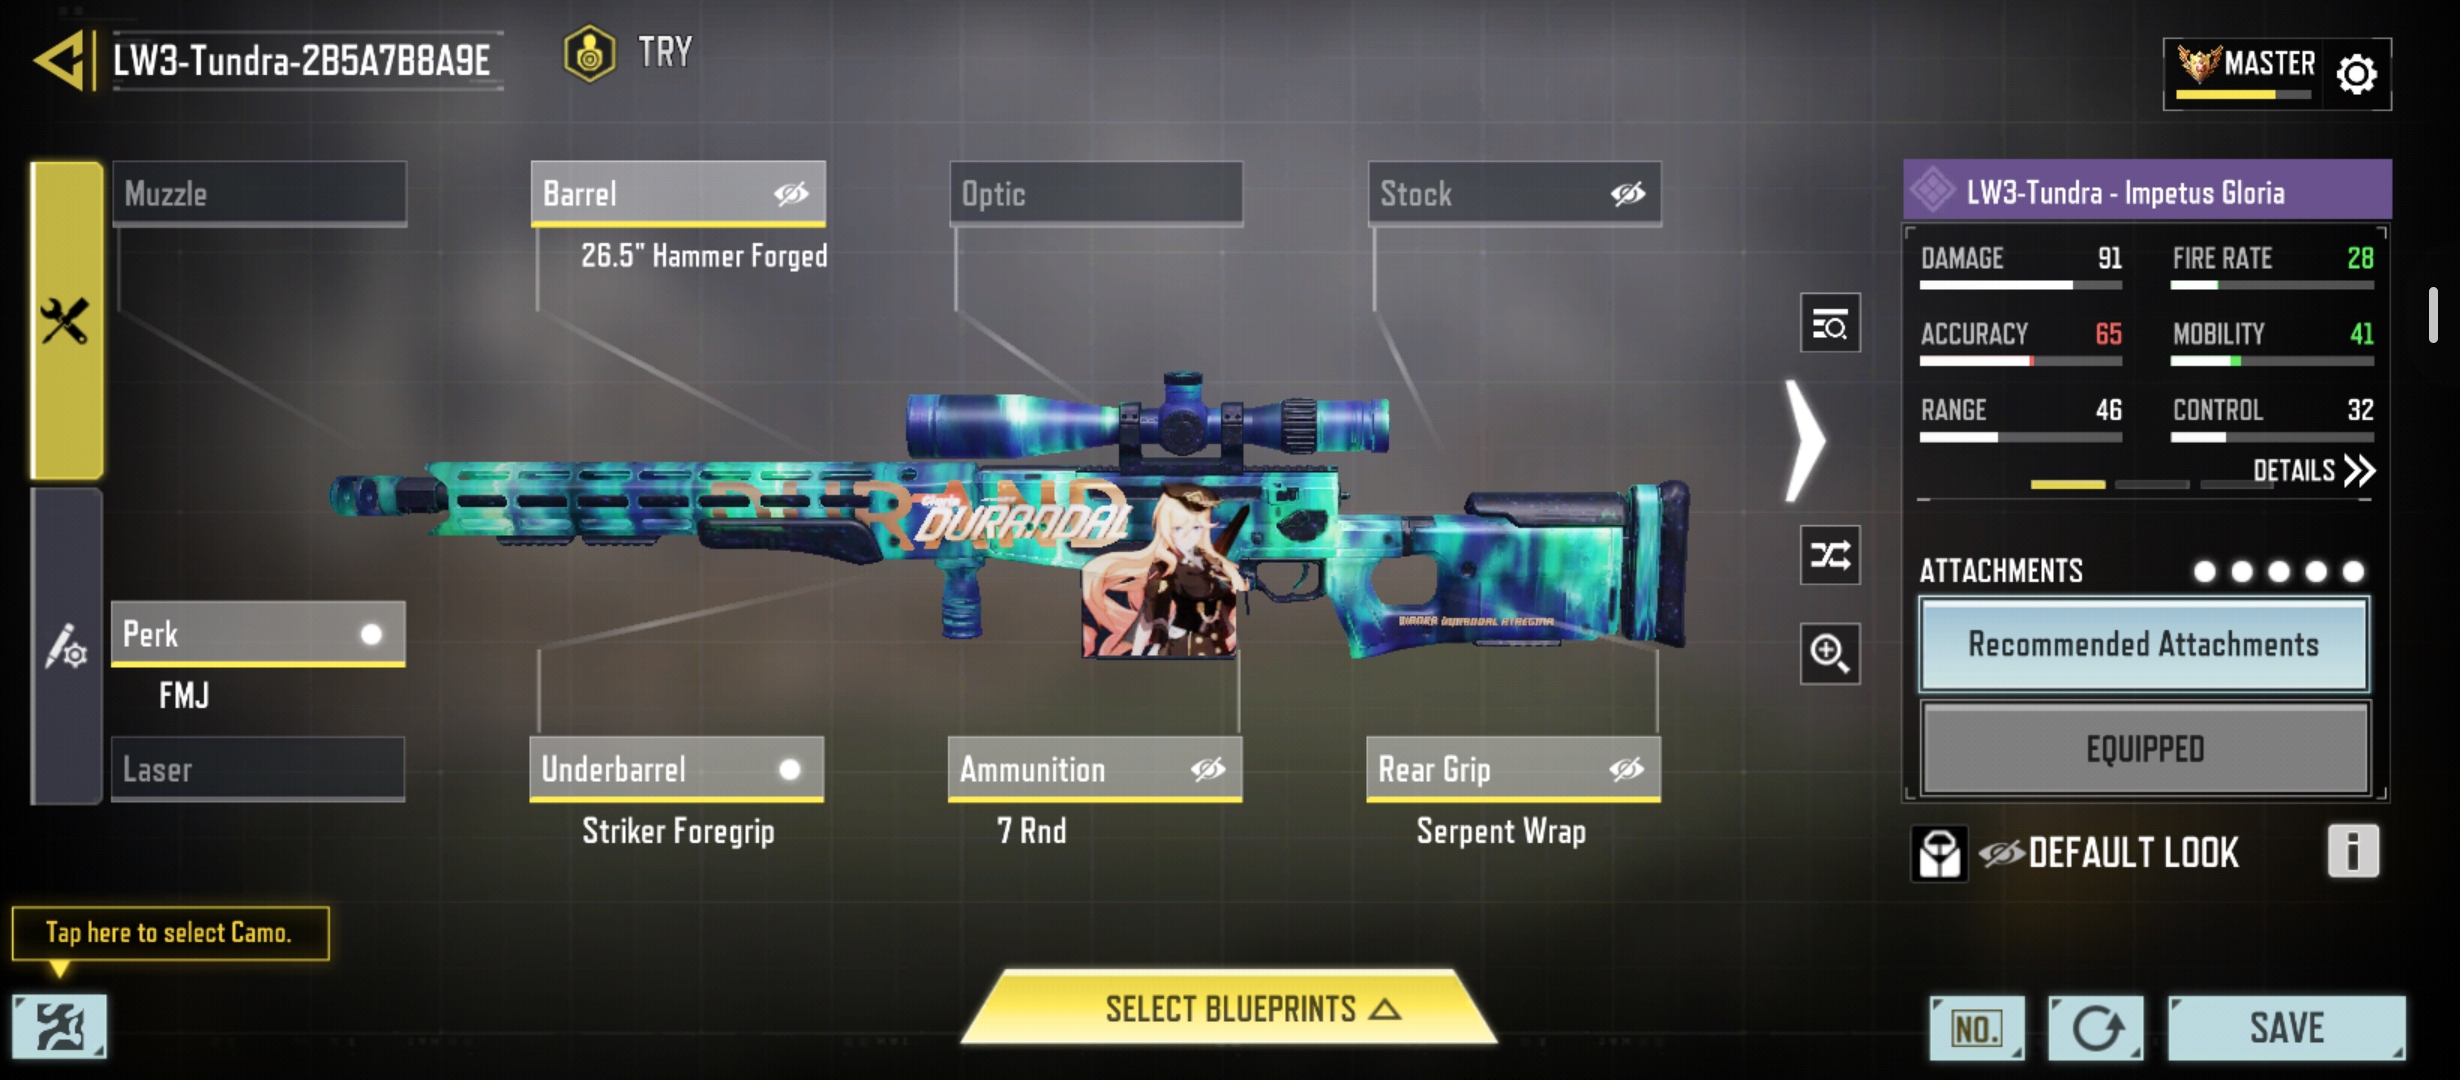 LW3-Tundra-2B5A7B8A9E
TRY
MASTER
Muzzle
Barrel
26.5" Hammer Forged
Optic
Stock
LW3-Tundra - Impetus Gloria
DAMAGE 91
FIRE RATE 28
ACCURACY 65
MOBILITY 41
RANGE 46
CONTROL 32
DETAILS
ATTACHMENTS
Recommended Attachments
EQUIPPED
DEFAULT LOOK
DURAND
Gloria
DURANDAL
Perk
FMJ
Laser
Underbarrel
Striker Foregrip
Ammunition
7 Rnd
Rear Grip
Serpent Wrap
Tap here to select Camo.
SELECT BLUEPRINTS
NO.
SAVE